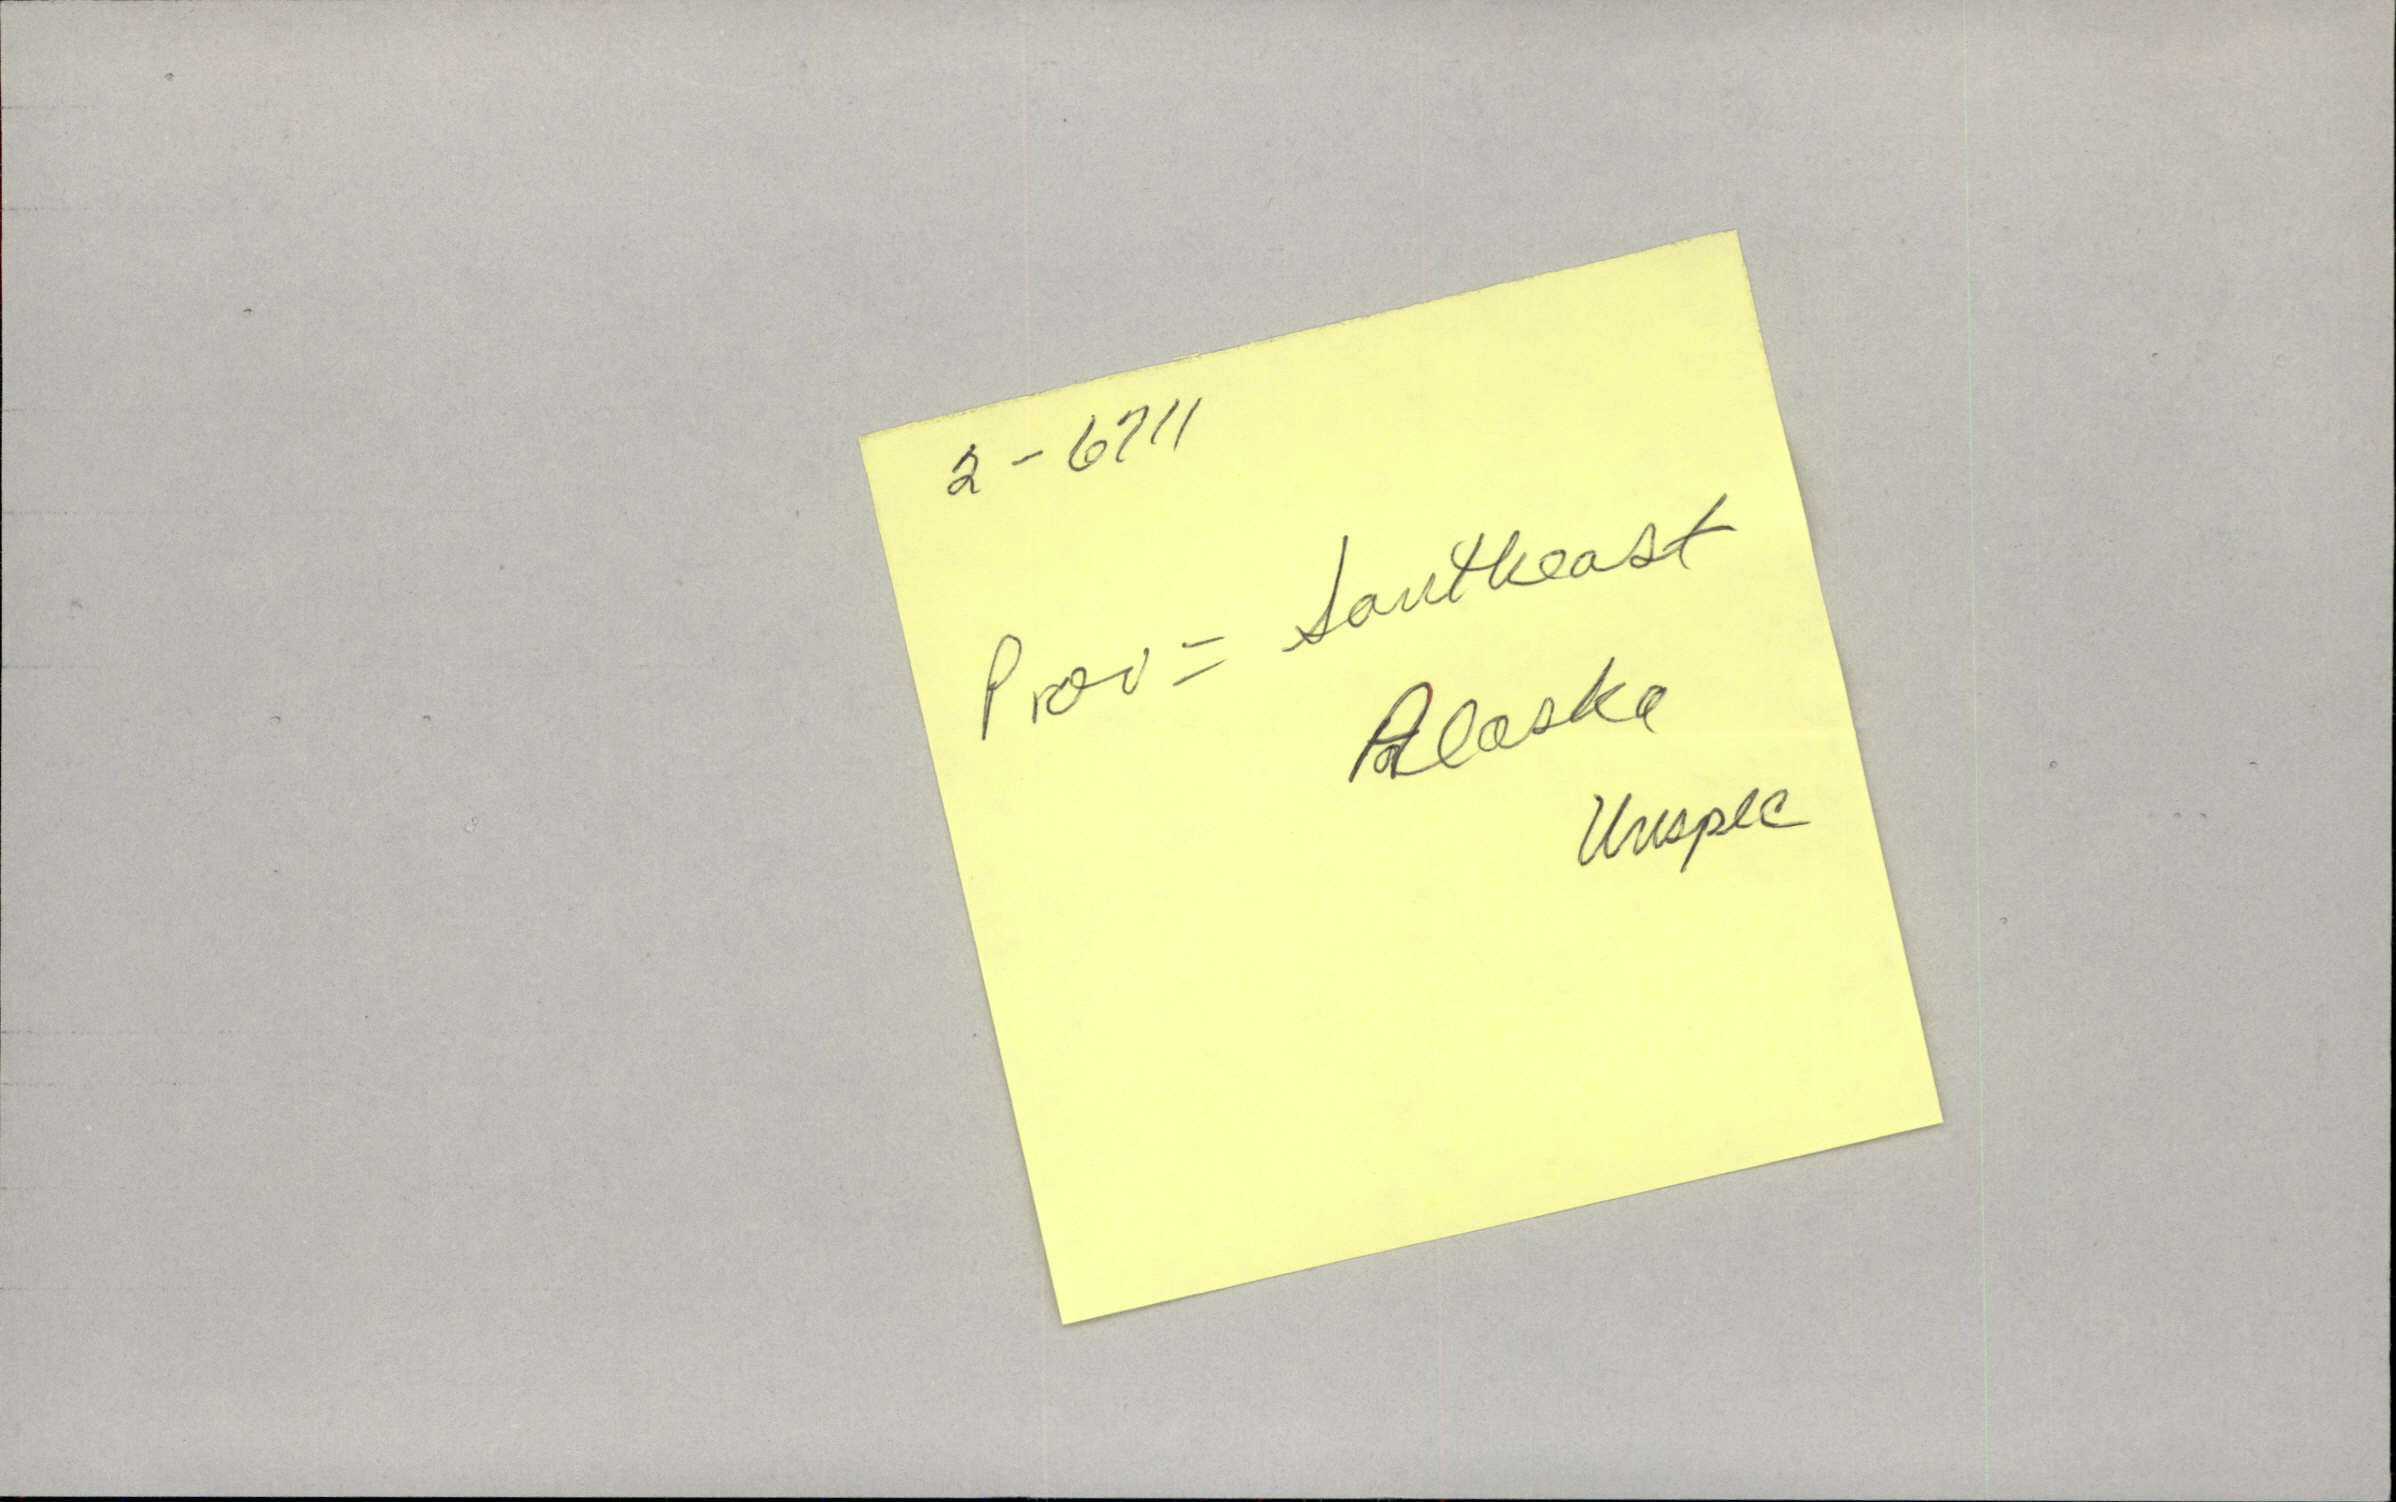 2-6711
Prov = Southeast
Alaska
Unspec